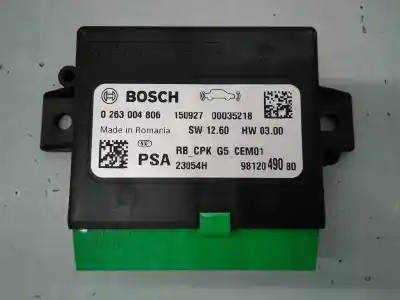 BOSCH
0 263 004 806 150927 00035218
Made in Romania SW 12.60 HW 03.00
PSA RB_CPK G5 CEM01
23054H 98120 490 80